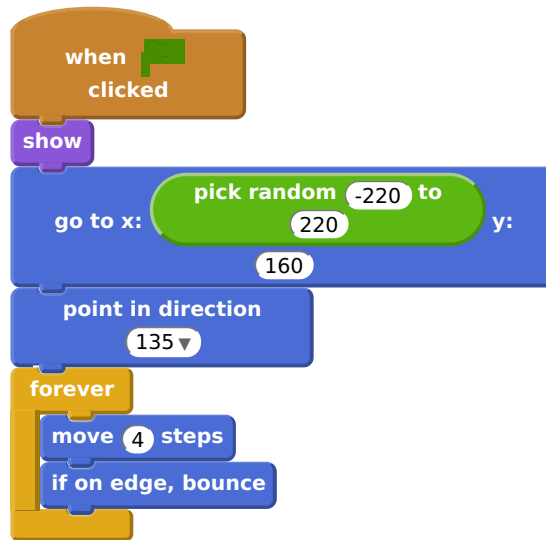 when
clicked
show
pick random -220 to
220
go to x: y:
160
point in direction
135 ▼
forever
move 4 steps
if on edge, bounce